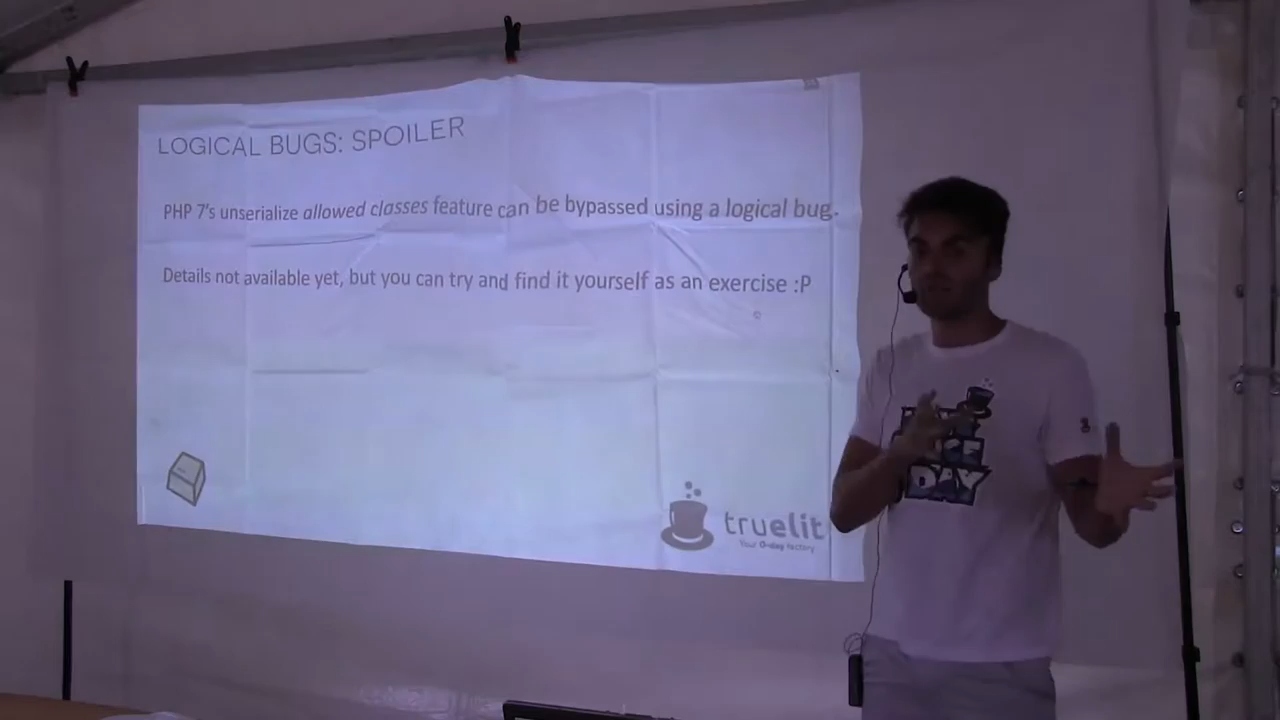 LOGICAL BUGS: SPOILER
PHP 7's unserialize allowed classes feature can be bypassed using a logical bug.
Details not available yet, but you can try and find it yourself as an exercise :P
truelit
Your 0-day factory
DAY